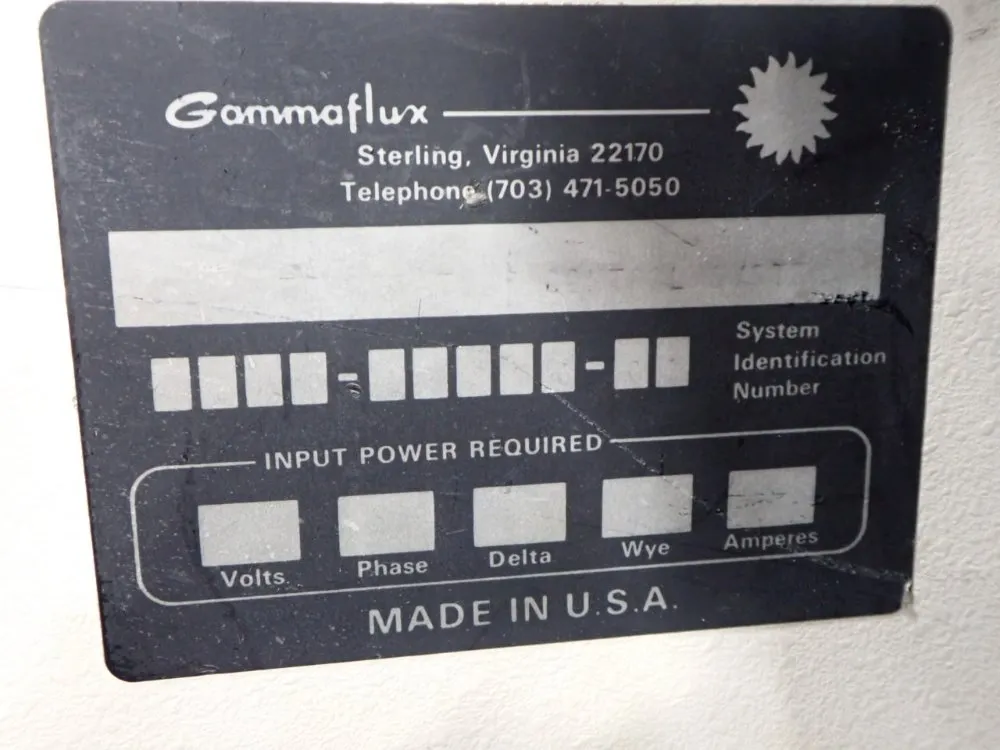 Gammaflux
Sterling, Virginia 22170
Telephone (703) 471-5050
System
Identification
Number
INPUT POWER REQUIRED
Volts
Phase
Delta
Wye
Amperes
MADE IN U.S.A.